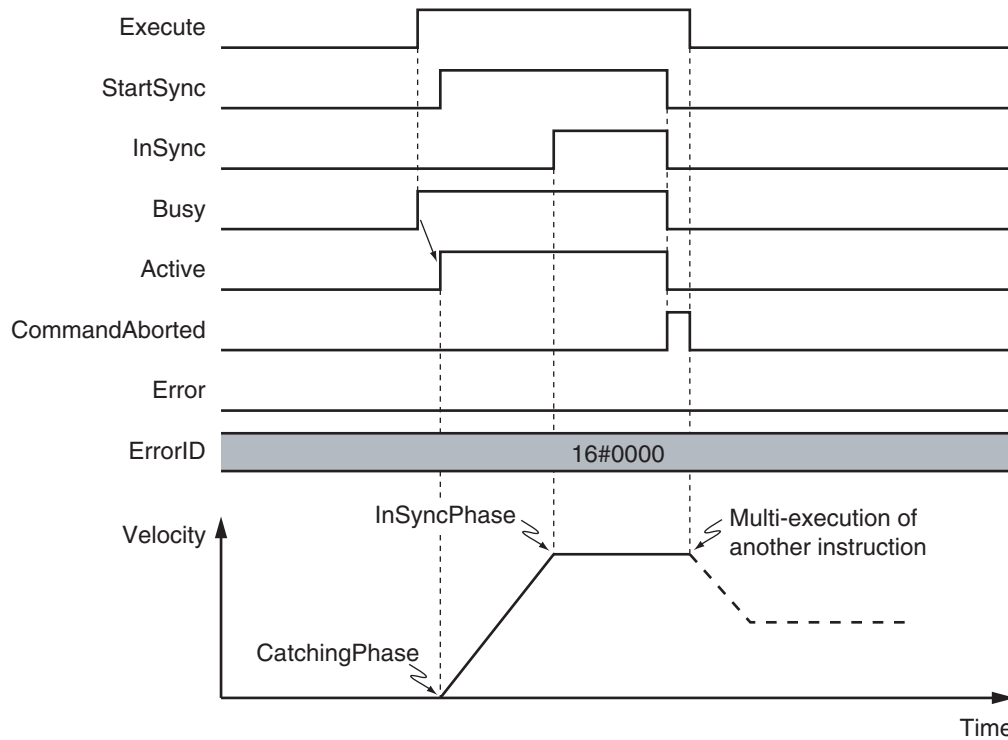 Execute
StartSync
InSync
Busy
Active
CommandAborted
Error
ErrorID
16#0000
Velocity
InSyncPhase
Multi-execution of
another instruction
CatchingPhase
Time